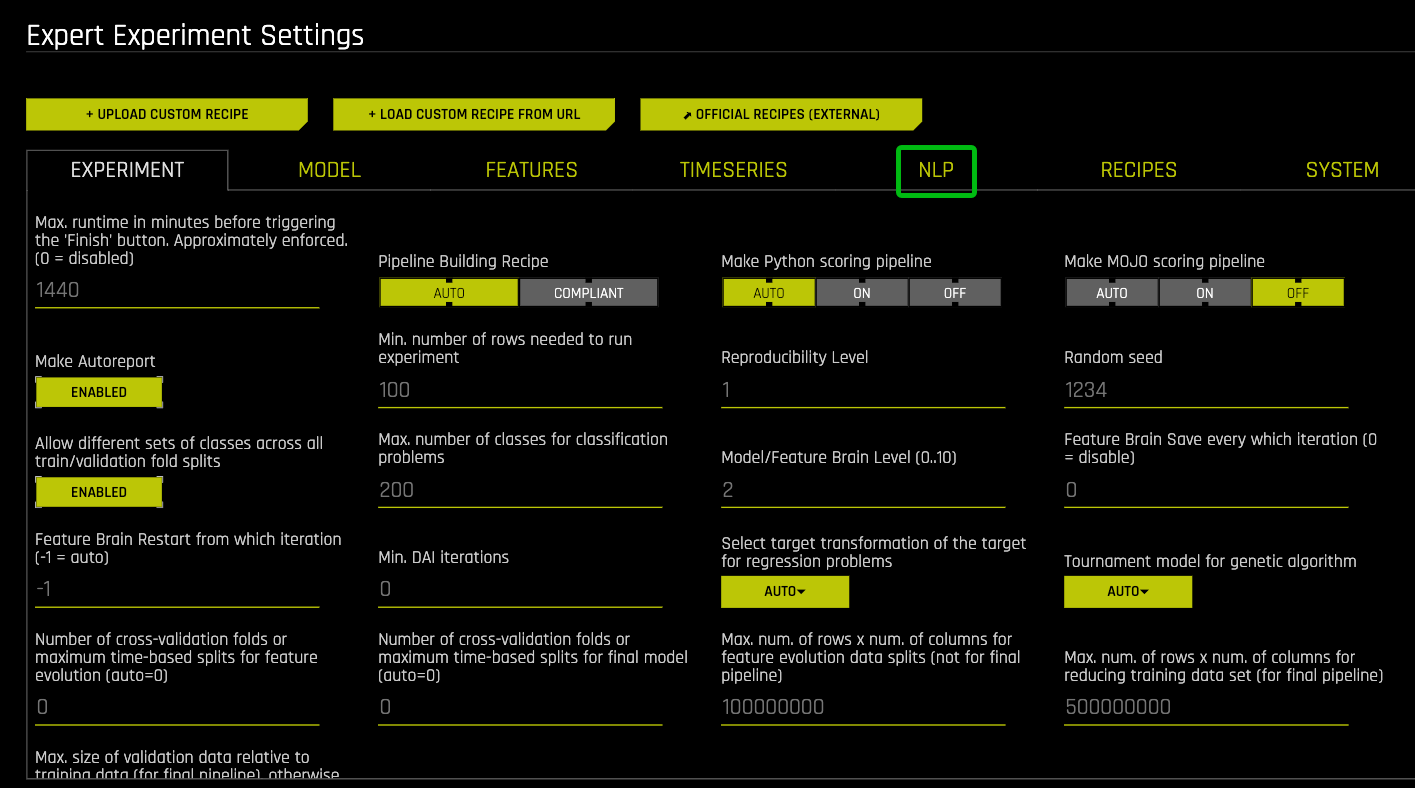 Expert Experiment Settings
+ UPLOAD CUSTOM RECIPE
+ LOAD CUSTOM RECIPE FROM URL
OFFICIAL RECIPES (EXTERNAL)
EXPERIMENT
MODEL
FEATURES
TIMESERIES
NLP
RECIPES
SYSTEM
Max. runtime in minutes before triggering
the 'Finish' button. Approximately enforced.
(0 = disabled)
1440
Pipeline Building Recipe
AUTO
COMPLIANT
Make Python scoring pipeline
AUTO
ON
OFF
Make MOJO scoring pipeline
AUTO
ON
OFF
Make Autoreport
ENABLED
Min. number of rows needed to run
experiment
100
Reproducibility Level
1
Random seed
1234
Allow different sets of classes across all
train/validation fold splits
ENABLED
Max. number of classes for classification
problems
200
Model/Feature Brain Level (0..10)
2
Feature Brain Save every which iteration (0
= disable)
0
Feature Brain Restart from which iteration
(-1 = auto)
-1
Min. DAI iterations
0
Select target transformation of the target
for regression problems
AUTO
Tournament model for genetic algorithm
AUTO
Number of cross-validation folds or
maximum time-based splits for feature
evolution (auto=0)
0
Number of cross-validation folds or
maximum time-based splits for final model
(auto=0)
0
Max. num. of rows x num. of columns for
feature evolution data splits (not for final
pipeline)
100000000
Max. num. of rows x num. of columns for
reducing training data set (for final pipeline)
500000000
Max. size of validation data relative to
training data (for final pipeline), otherwise